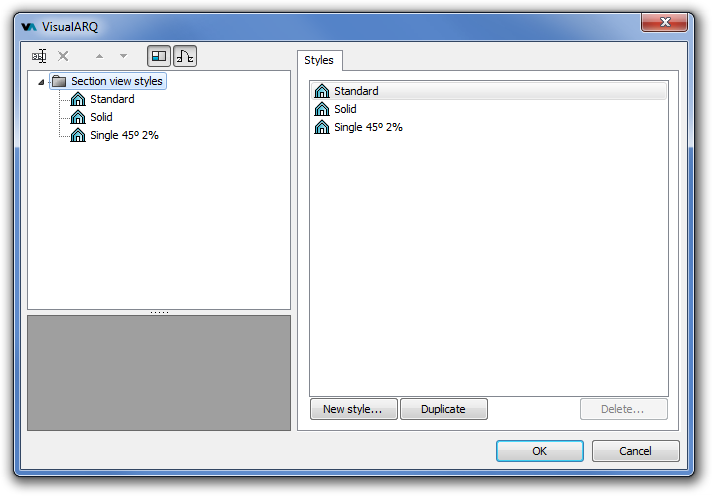 VisualARQ
Section view styles
Standard
Solid
Single 45º 2%
Styles
Standard
Solid
Single 45º 2%
New style...
Duplicate
Delete...
OK
Cancel